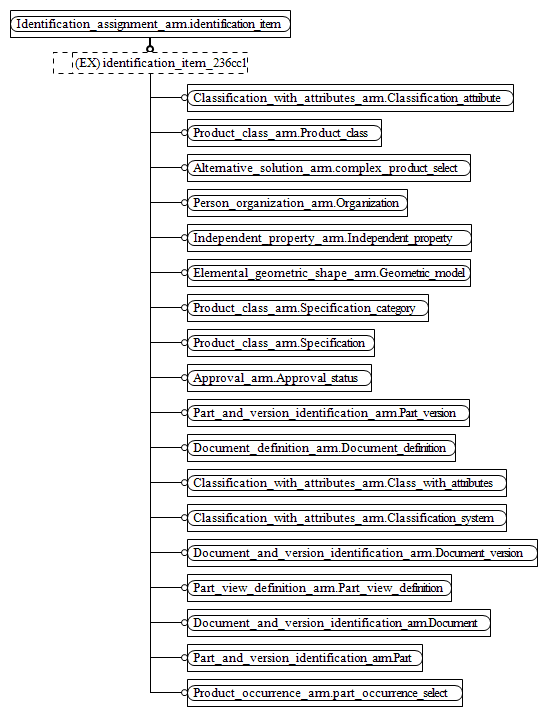 Identification_assignment_arm.identification_item
(EX) identification_item_236cc1
Classification_with_attributes_arm.Classification_attribute
Product_class_arm.Product_class
Alternative_solution_arm.complex_product_select
Person_organization_arm.Organization
Independent_property_arm.Independent_property
Elemental_geometric_shape_arm.Geometric_model
Product_class_arm.Specification_category
Product_class_arm.Specification
Approval_arm.Approval_status
Part_and_version_identification_arm.Part_version
Document_definition_arm.Document_definition
Classification_with_attributes_arm.Class_with_attributes
Classification_with_attributes_arm.Classification_system
Document_and_version_identification_arm.Document_version
Part_view_definition_arm.Part_view_definition
Document_and_version_identification_arm.Document
Part_and_version_identification_arm.Part
Product_occurrence_arm.part_occurrence_select